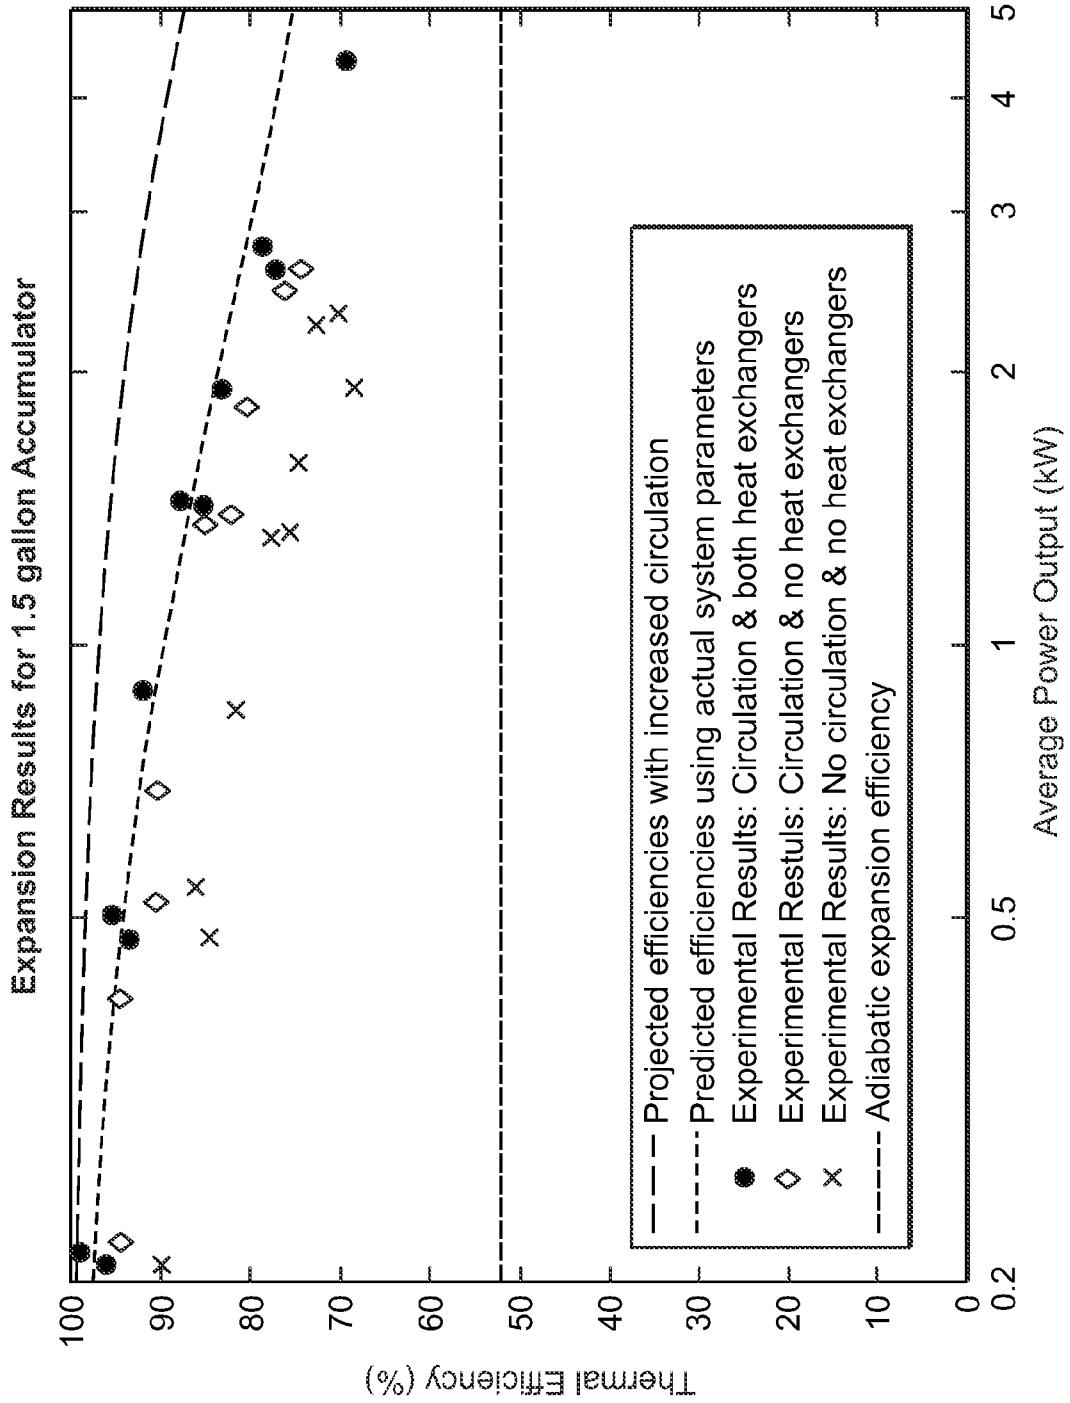 Expansion Results for 1.5 gallon Accumulator
Thermal Efficiency (%)
100
90
80
70
60
50
40
30
20
10
0
0.2
0.5
1
2
3
4
5
Average Power Output (kW)
Projected efficiencies with increased circulation
Predicted efficiencies using actual system parameters
Experimental Results: Circulation & both heat exchangers
Experimental Restuls: Circulation & no heat exchangers
Experimental Results: No circulation & no heat exchangers
Adiabatic expansion efficiency